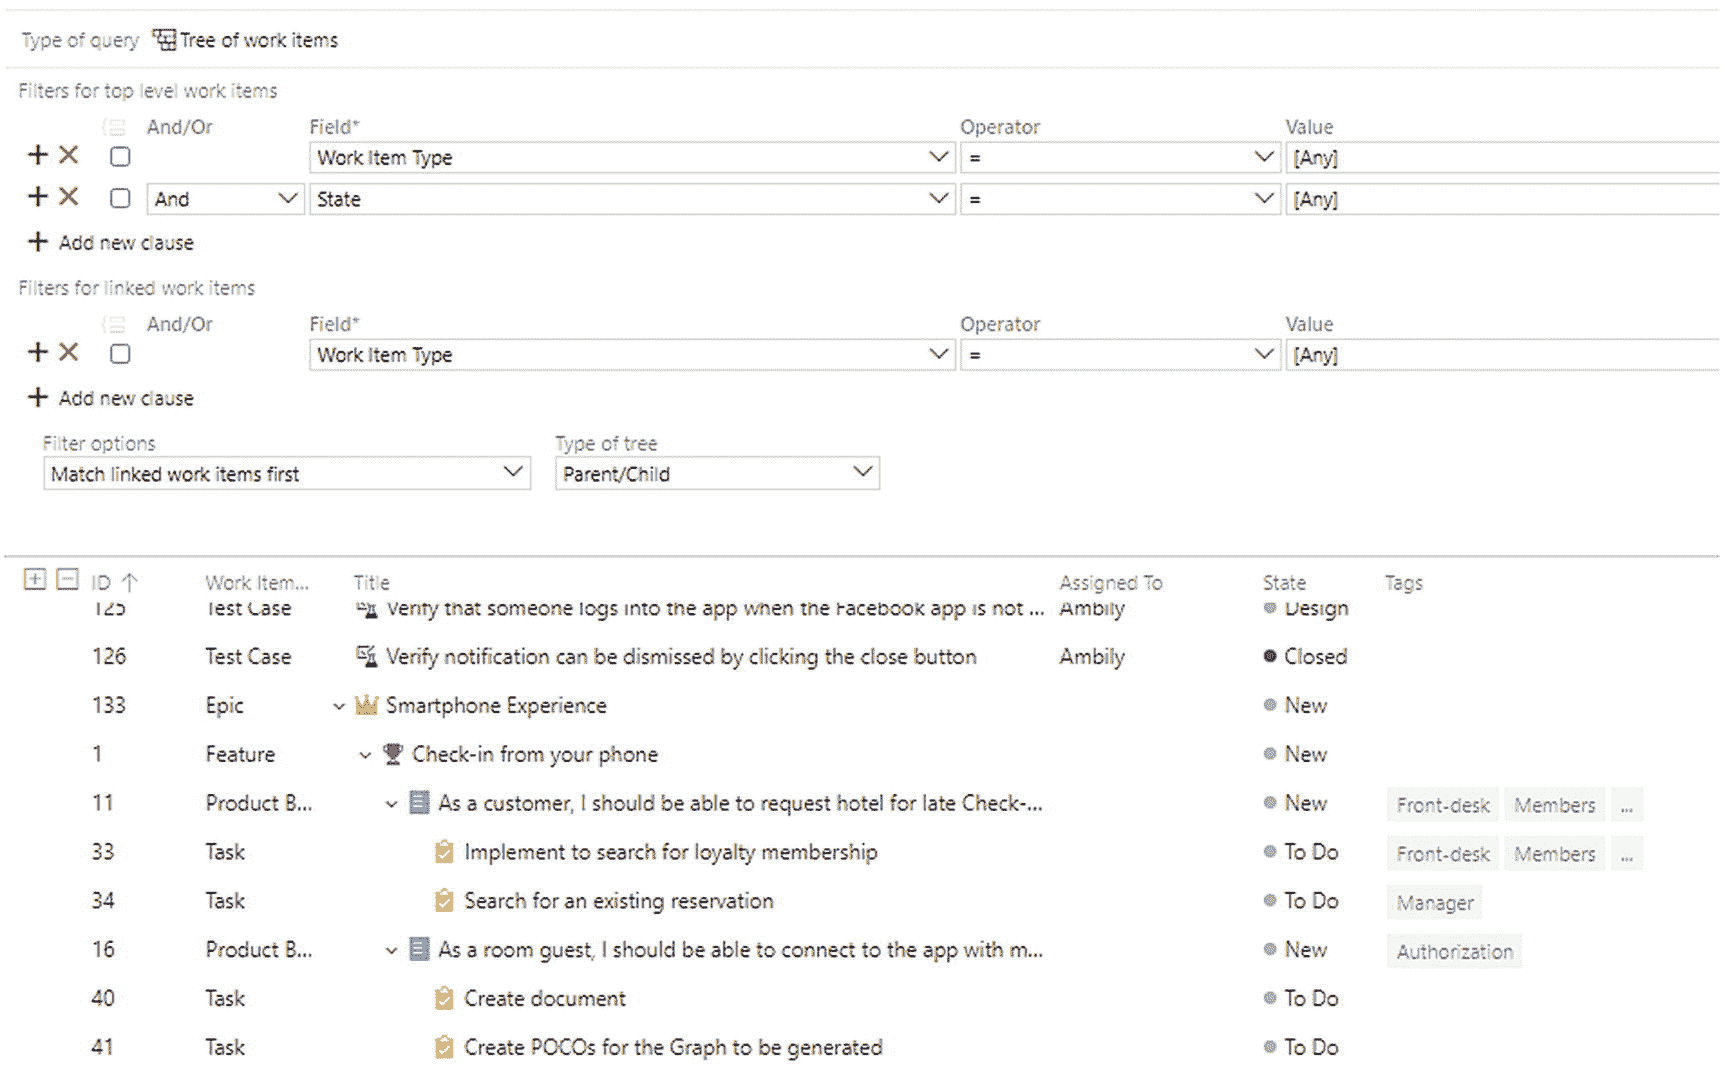 Type of query Tree of work items
Filters for top level work items
And/Or Field* Operator Value
Work Item Type = [Any]
And State = [Any]
+ Add new clause
Filters for linked work items
And/Or Field* Operator Value
Work Item Type = [Any]
+ Add new clause
Filter options Type of tree
Match linked work items first Parent/Child
ID ↑ Work Item... Title Assigned To State Tags
125 Test Case Verify that someone logs into the app when the Facebook app is not ... Ambily Design
126 Test Case Verify notification can be dismissed by clicking the close button Ambily Closed
133 Epic Smartphone Experience New
1 Feature Check-in from your phone New
11 Product B... As a customer, I should be able to request hotel for late Check-... New Front-desk Members ...
33 Task Implement to search for loyalty membership To Do Front-desk Members ...
34 Task Search for an existing reservation To Do Manager
16 Product B... As a room guest, I should be able to connect to the app with m... New Authorization
40 Task Create document To Do
41 Task Create POCOs for the Graph to be generated To Do